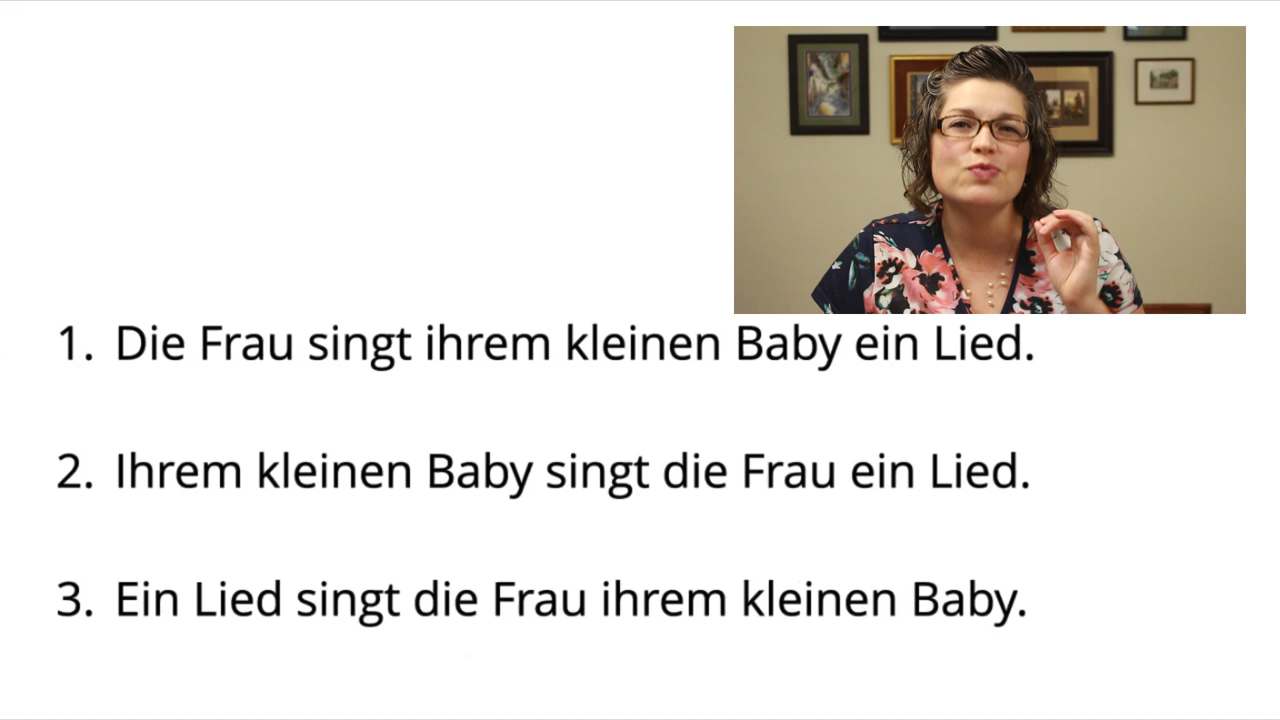 1. Die Frau singt ihrem kleinen Baby ein Lied.
2. Ihrem kleinen Baby singt die Frau ein Lied.
3. Ein Lied singt die Frau ihrem kleinen Baby.